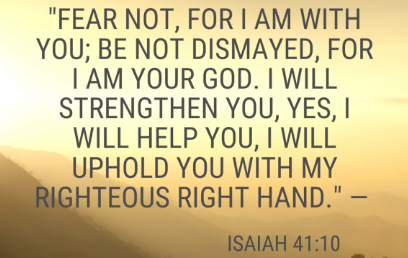 "FEAR NOT, FOR I AM WITH
YOU; BE NOT DISMAYED, FOR
I AM YOUR GOD. I WILL
STRENGTHEN YOU, YES, I
WILL HELP YOU, I WILL
UPHOLD YOU WITH MY
RIGHTEOUS RIGHT HAND." –
ISAIAH 41:10